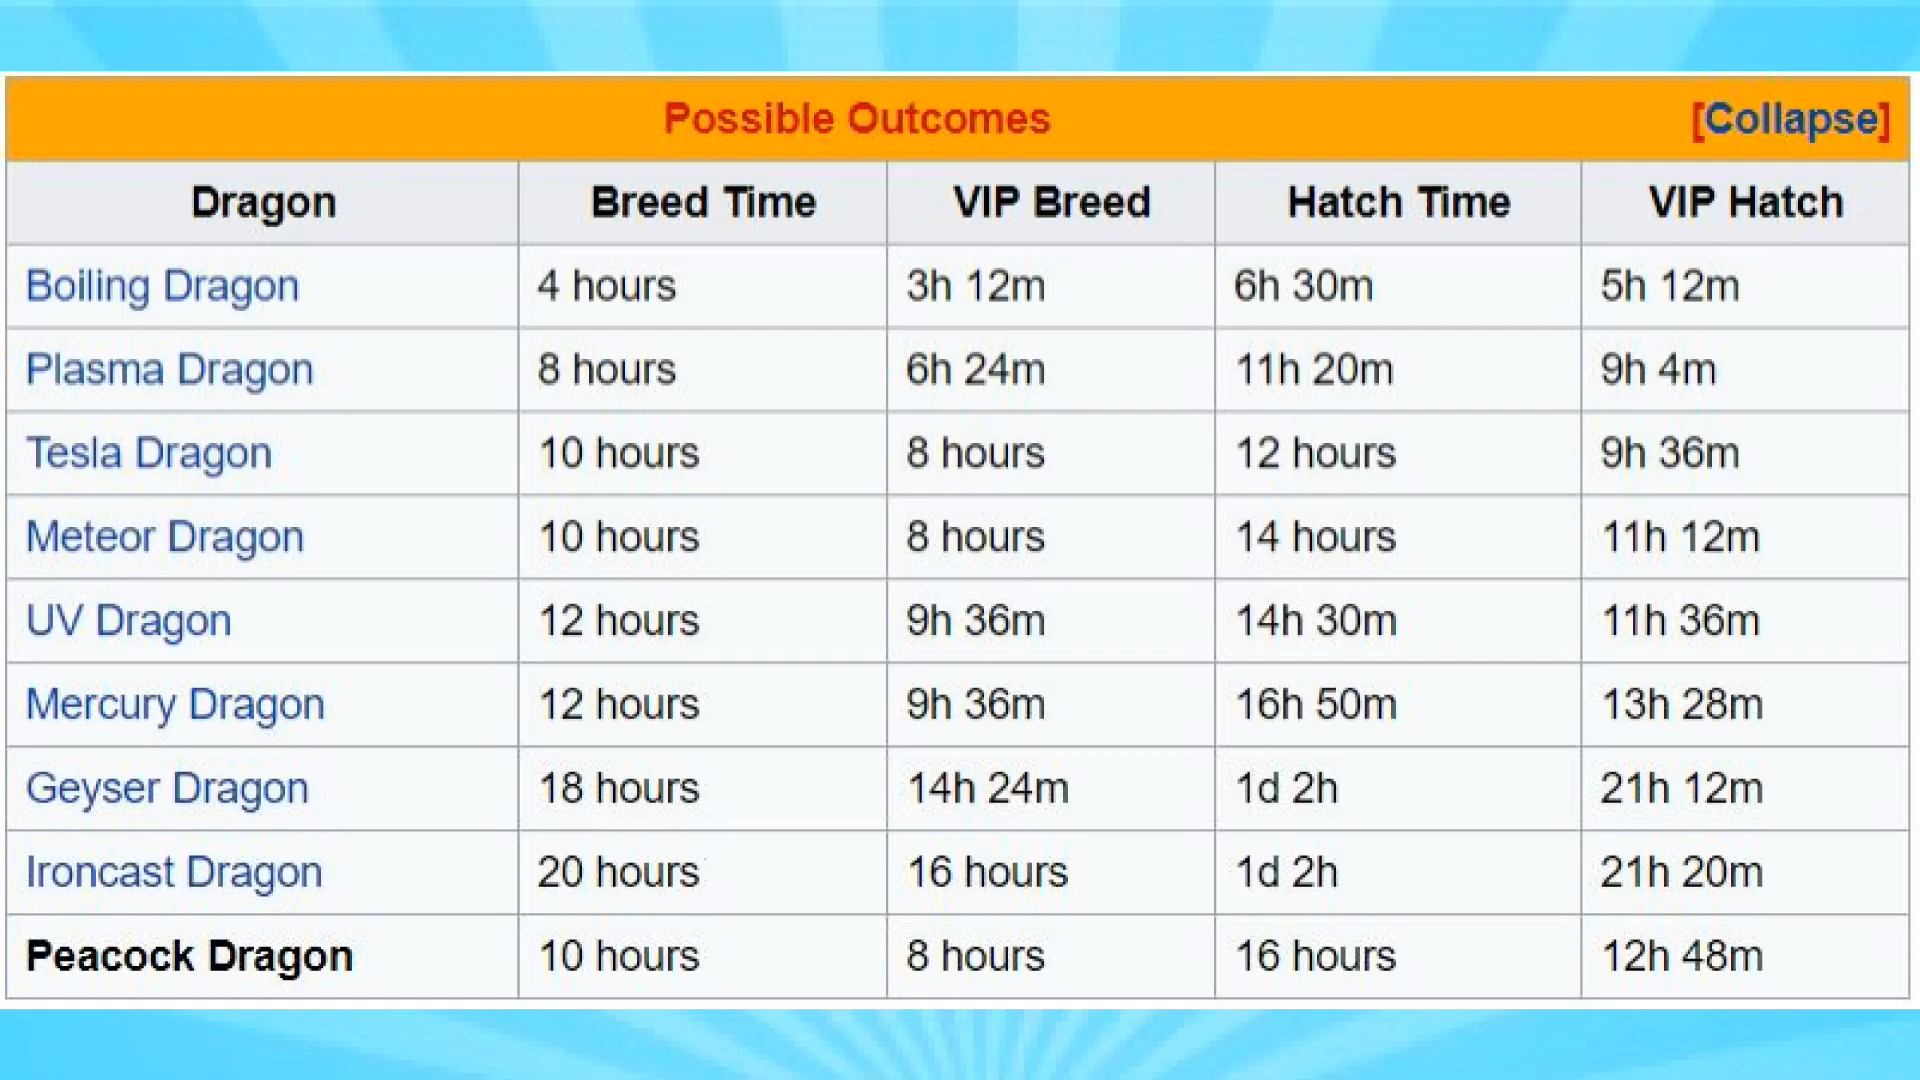 Possible Outcomes [Collapse]
Dragon Breed Time VIP Breed Hatch Time VIP Hatch
Boiling Dragon 4 hours 3h 12m 6h 30m 5h 12m
Plasma Dragon 8 hours 6h 24m 11h 20m 9h 4m
Tesla Dragon 10 hours 8 hours 12 hours 9h 36m
Meteor Dragon 10 hours 8 hours 14 hours 11h 12m
UV Dragon 12 hours 9h 36m 14h 30m 11h 36m
Mercury Dragon 12 hours 9h 36m 16h 50m 13h 28m
Geyser Dragon 18 hours 14h 24m 1d 2h 21h 12m
Ironcast Dragon 20 hours 16 hours 1d 2h 21h 20m
Peacock Dragon 10 hours 8 hours 16 hours 12h 48m